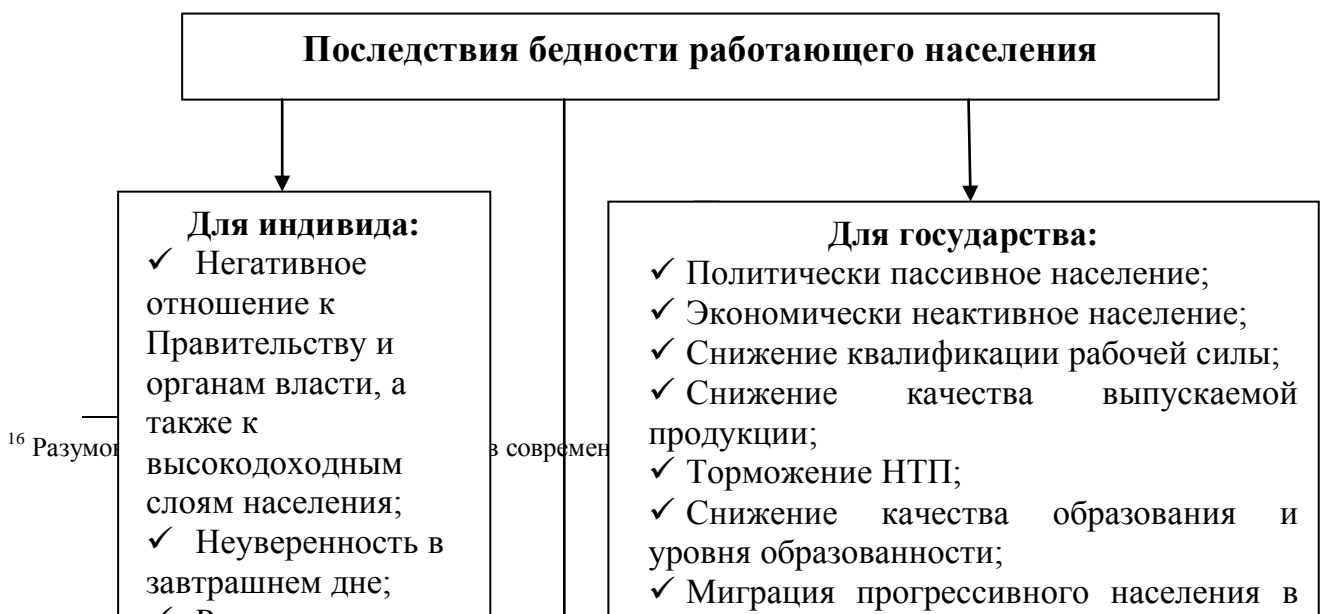 Последствия бедности работающего населения
Для индивида:
✓ Негативное
отношение к
Правительству и
органам власти, а
также к
высокодоходным
слоям населения;
✓ Неуверенность в
завтрашнем дне;
Для государства:
✓ Политически пассивное население;
✓ Экономически неактивное население;
✓ Снижение квалификации рабочей силы;
✓ Снижение качества выпускаемой
продукции;
✓ Торможение НТП;
✓ Снижение качества образования и
уровня образованности;
✓ Миграция прогрессивного населения в
16 в